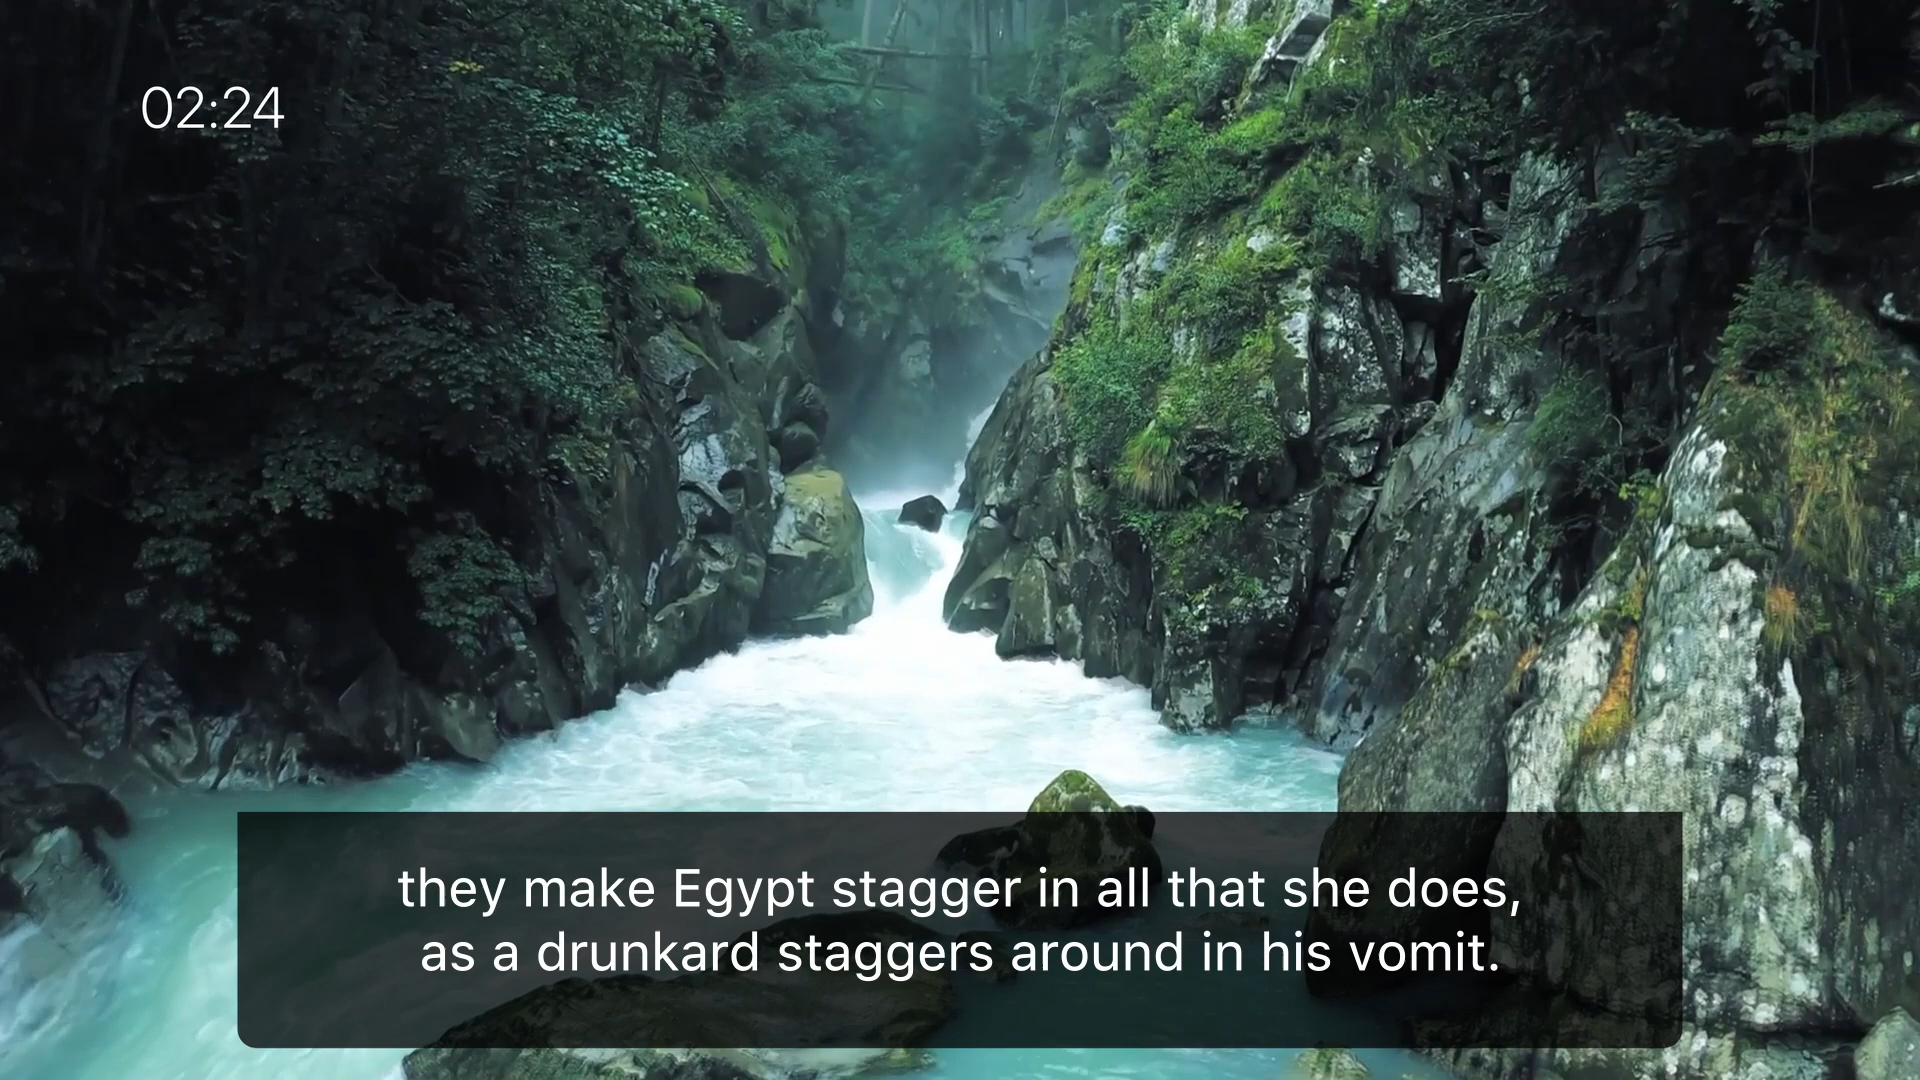 02:24
they make Egypt stagger in all that she does,
as a drunkard staggers around in his vomit.